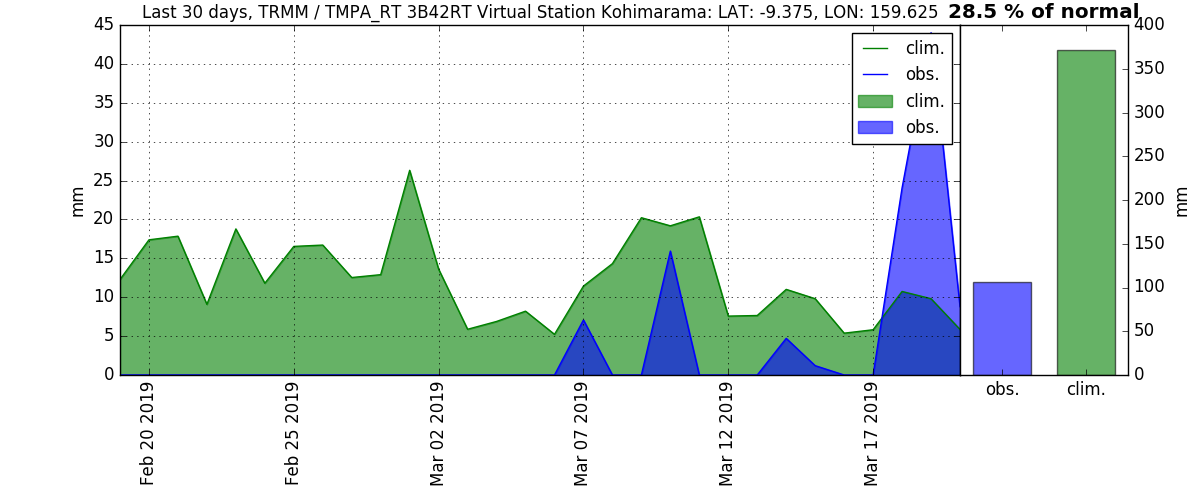 Last 30 days, TRMM / TMPA_RT 3B42RT Virtual Station Kohimarama: LAT: -9.375, LON: 159.625 28.5 % of normal
45
40
35
30
25
20
15
10
5
0
mm
clim.
obs.
clim.
obs.
Feb 20 2019
Feb 25 2019
Mar 02 2019
Mar 07 2019
Mar 12 2019
Mar 17 2019
400
350
300
250
200
150
100
50
0
mm
obs. clim.